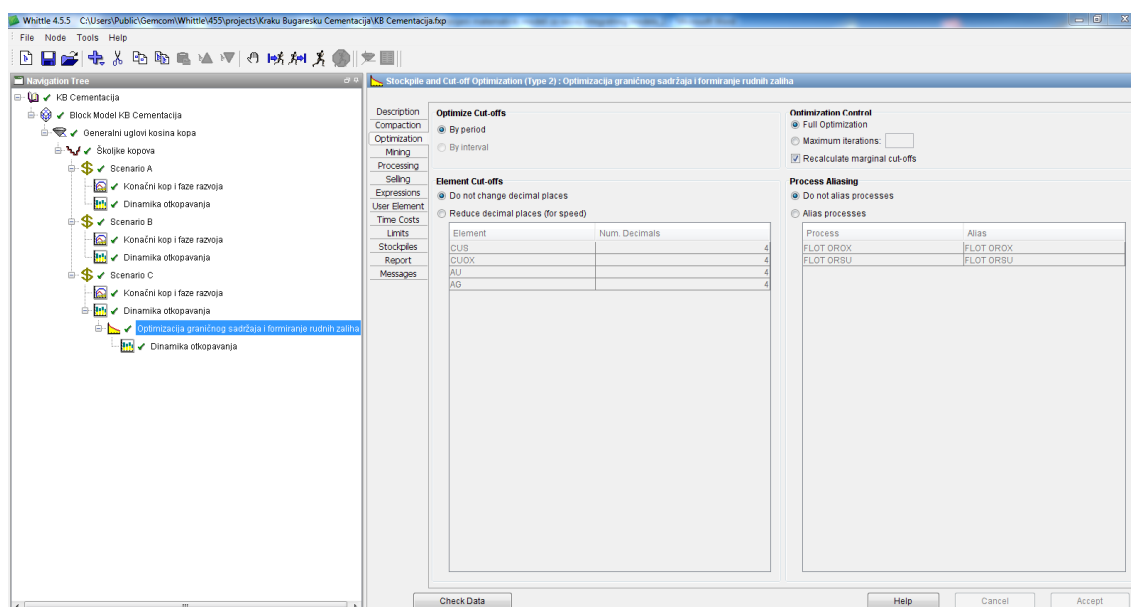 Whittle 4.5.5 C:\Users\Public\Gemcom\Whittle\455\projects\Kraku Bugaresku Cementacija\KB Cementacija.fxp
File Node Tools Help
Navigation Tree
KB Cementacija
Block Model KB Cementacija
Generalni uglovi kosina kopa
Školjke kopova
Scenario A
Konačni kop i faze razvoja
Dinamika otkopavanja
Scenario B
Konačni kop i faze razvoja
Dinamika otkopavanja
Scenario C
Konačni kop i faze razvoja
Dinamika otkopavanja
Optimizacija graničnog sadržaja i formiranje rudnih zaliha
Dinamika otkopavanja
Stockpile and Cut-off Optimization (Type 2) : Optimizacija graničnog sadržaja i formiranje rudnih zaliha
Description
Compaction
Optimization
Mining
Processing
Selling
Expressions
User Element
Time Costs
Limits
Stockpiles
Report
Messages
Optimize Cut-offs
By period
By interval
Element Cut-offs
Do not change decimal places
Reduce decimal places (for speed)
Element Num. Decimals
CUS 4
CUOX 4
AU 4
AG 4
Optimization Control
Full Optimization
Maximum iterations:
Recalculate marginal cut-offs
Process Aliasing
Do not alias processes
Alias processes
Process Alias
FLOT OROX FLOT OROX
FLOT ORSU FLOT ORSU
Check Data Help Cancel Accept